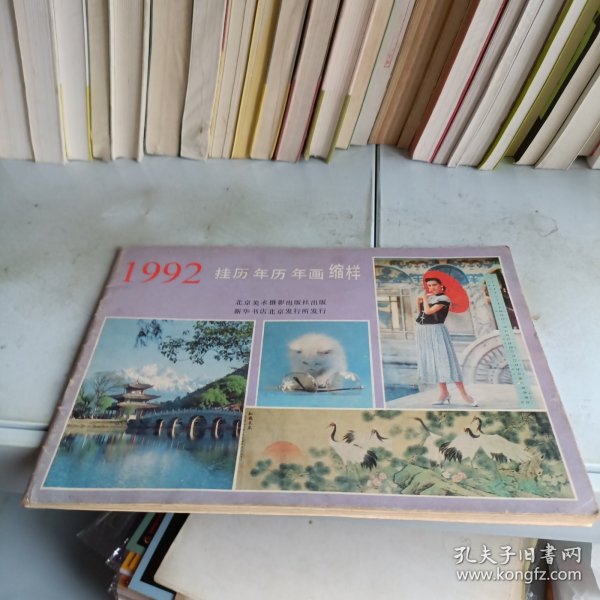 1992 挂历 年历 年画 缩样
北京美术摄影出版社出版
新华书店北京发行所发行
孔夫子旧书网
www.kongfz.com